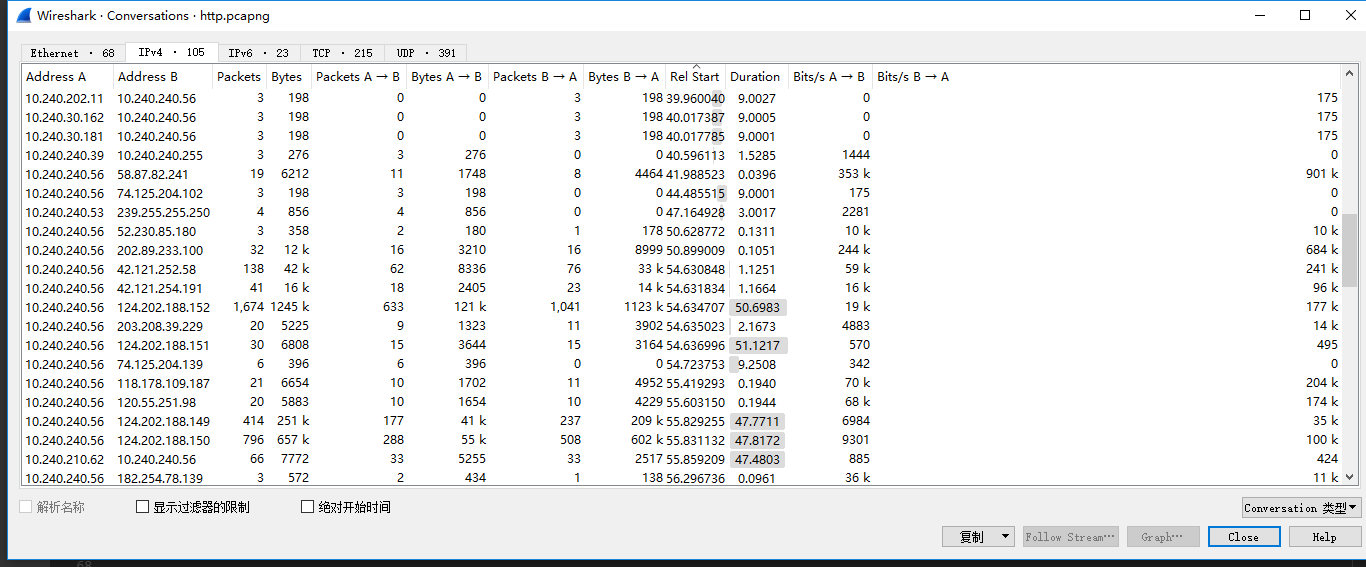 Wireshark · Conversations · http.pcapng
Ethernet · 68 IPv4 · 105 IPv6 · 23 TCP · 215 UDP · 391
Address A Address B Packets Bytes Packets A → B Bytes A → B Packets B → A Bytes B → A Rel Start Duration Bits/s A → B Bits/s B → A
10.240.202.11 10.240.240.56 3 198 0 0 3 198 39.960040 9.0027 0 175
10.240.30.162 10.240.240.56 3 198 0 0 3 198 40.017387 9.0005 0 175
10.240.30.181 10.240.240.56 3 198 0 0 3 198 40.017785 9.0001 0 175
10.240.240.39 10.240.240.255 3 276 3 276 0 0 40.596113 1.5285 1444 0
10.240.240.56 58.87.82.241 19 6212 11 1748 8 4464 41.988523 0.0396 353 k 901 k
10.240.240.56 74.125.204.102 3 198 3 198 0 0 44.485515 9.0001 175 0
10.240.240.53 239.255.255.250 4 856 4 856 0 0 47.164928 3.0017 2281 0
10.240.240.56 52.230.85.180 3 358 2 180 1 178 50.628772 0.1311 10 k 10 k
10.240.240.56 202.89.233.100 32 12 k 16 3210 16 8999 50.899009 0.1051 244 k 684 k
10.240.240.56 42.121.252.58 138 42 k 62 8336 76 33 k 54.630848 1.1251 59 k 241 k
10.240.240.56 42.121.254.191 41 16 k 18 2405 23 14 k 54.631834 1.1664 16 k 96 k
10.240.240.56 124.202.188.152 1,674 1245 k 633 121 k 1,041 1123 k 54.634707 50.6983 19 k 177 k
10.240.240.56 203.208.39.229 20 5225 9 1323 11 3902 54.635023 2.1673 4883 14 k
10.240.240.56 124.202.188.151 30 6808 15 3644 15 3164 54.636996 51.1217 570 495
10.240.240.56 74.125.204.139 6 396 6 396 0 0 54.723753 9.2508 342 0
10.240.240.56 118.178.109.187 21 6654 10 1702 11 4952 55.419293 0.1940 70 k 204 k
10.240.240.56 120.55.251.98 20 5883 10 1654 10 4229 55.603150 0.1944 68 k 174 k
10.240.240.56 124.202.188.149 414 251 k 177 41 k 237 209 k 55.829255 47.7711 6984 35 k
10.240.240.56 124.202.188.150 796 657 k 288 55 k 508 602 k 55.831132 47.8172 9301 100 k
10.240.210.62 10.240.240.56 66 7772 33 5255 33 2517 55.859209 47.4803 885 424
10.240.240.56 182.254.78.139 3 572 2 434 1 138 56.296736 0.0961 36 k 11 k
解析名称 显示过滤器的限制 绝对开始时间 Conversation 类型
复制 Follow Stream… Graph… Close Help
68